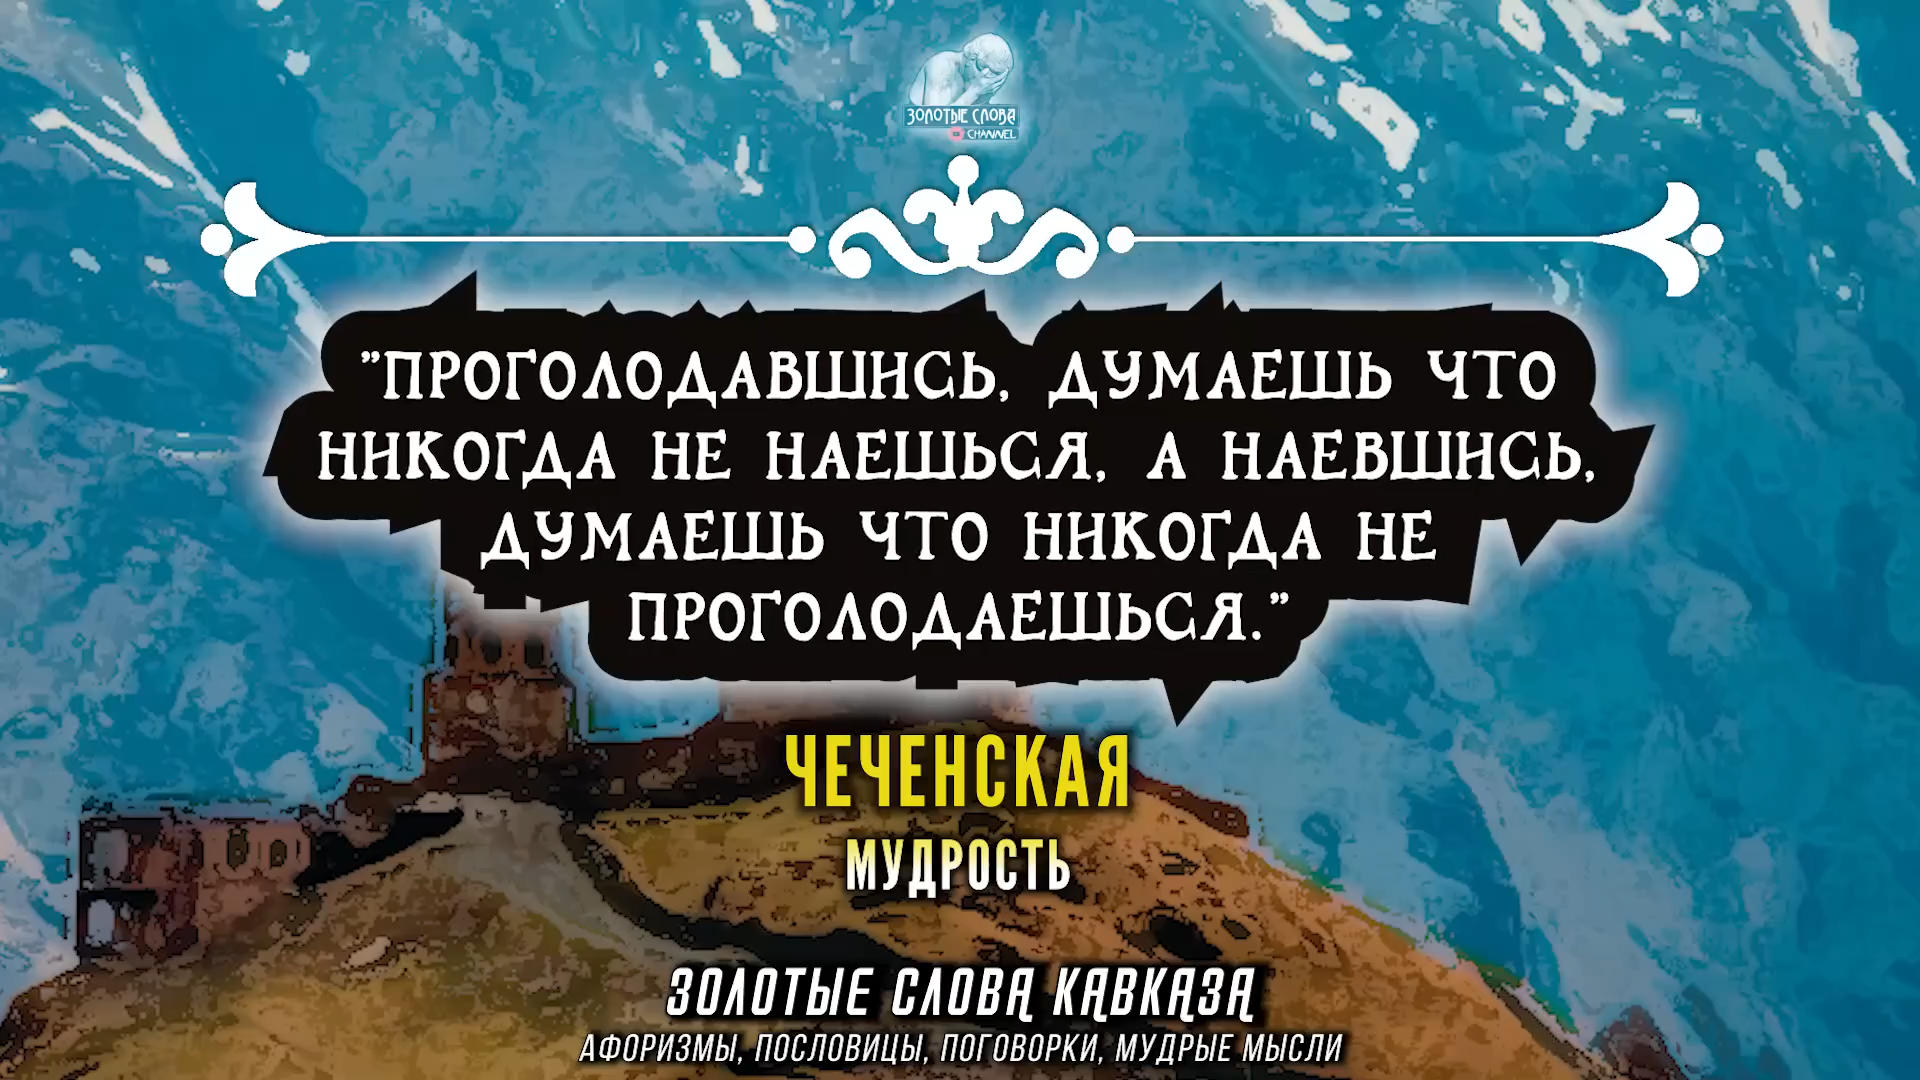 ЗОЛОТЫЕ СЛОВА
CHANNEL
"ПРОГОЛОДАВШИСЬ, ДУМАЕШЬ ЧТО
НИКОГДА НЕ НАЕШЬСЯ, А НАЕВШИСЬ,
ДУМАЕШЬ ЧТО НИКОГДА НЕ
ПРОГОЛОДАЕШЬСЯ."
ЧЕЧЕНСКАЯ
МУДРОСТЬ
ЗОЛОТЫЕ СЛОВА КАВКАЗА
АФОРИЗМЫ, ПОСЛОВИЦЫ, ПОГОВОРКИ, МУДРЫЕ МЫСЛИ